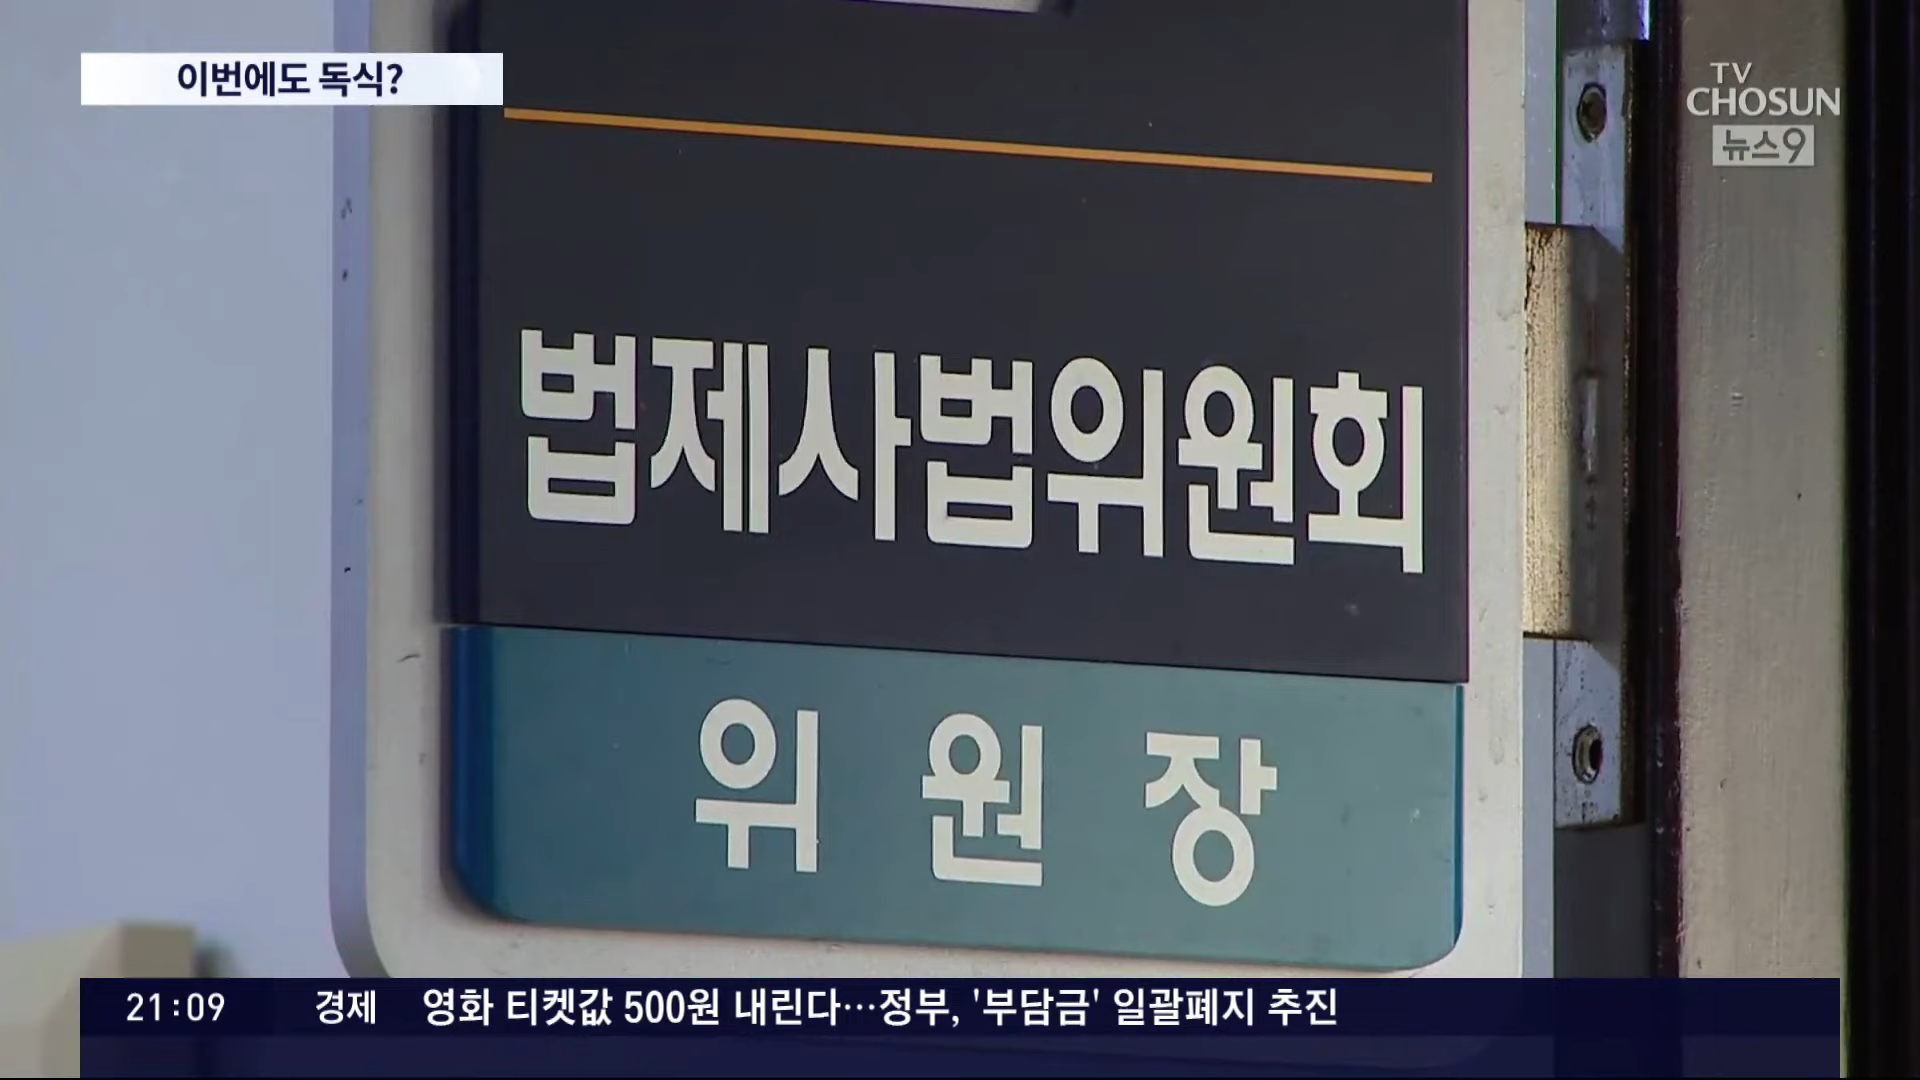 이번에도 독식?
TV
CHOSUN
뉴스9
법제사법위원회
위원장
21:09 경제 영화 티켓값 500원 내린다…정부, '부담금' 일괄폐지 추진